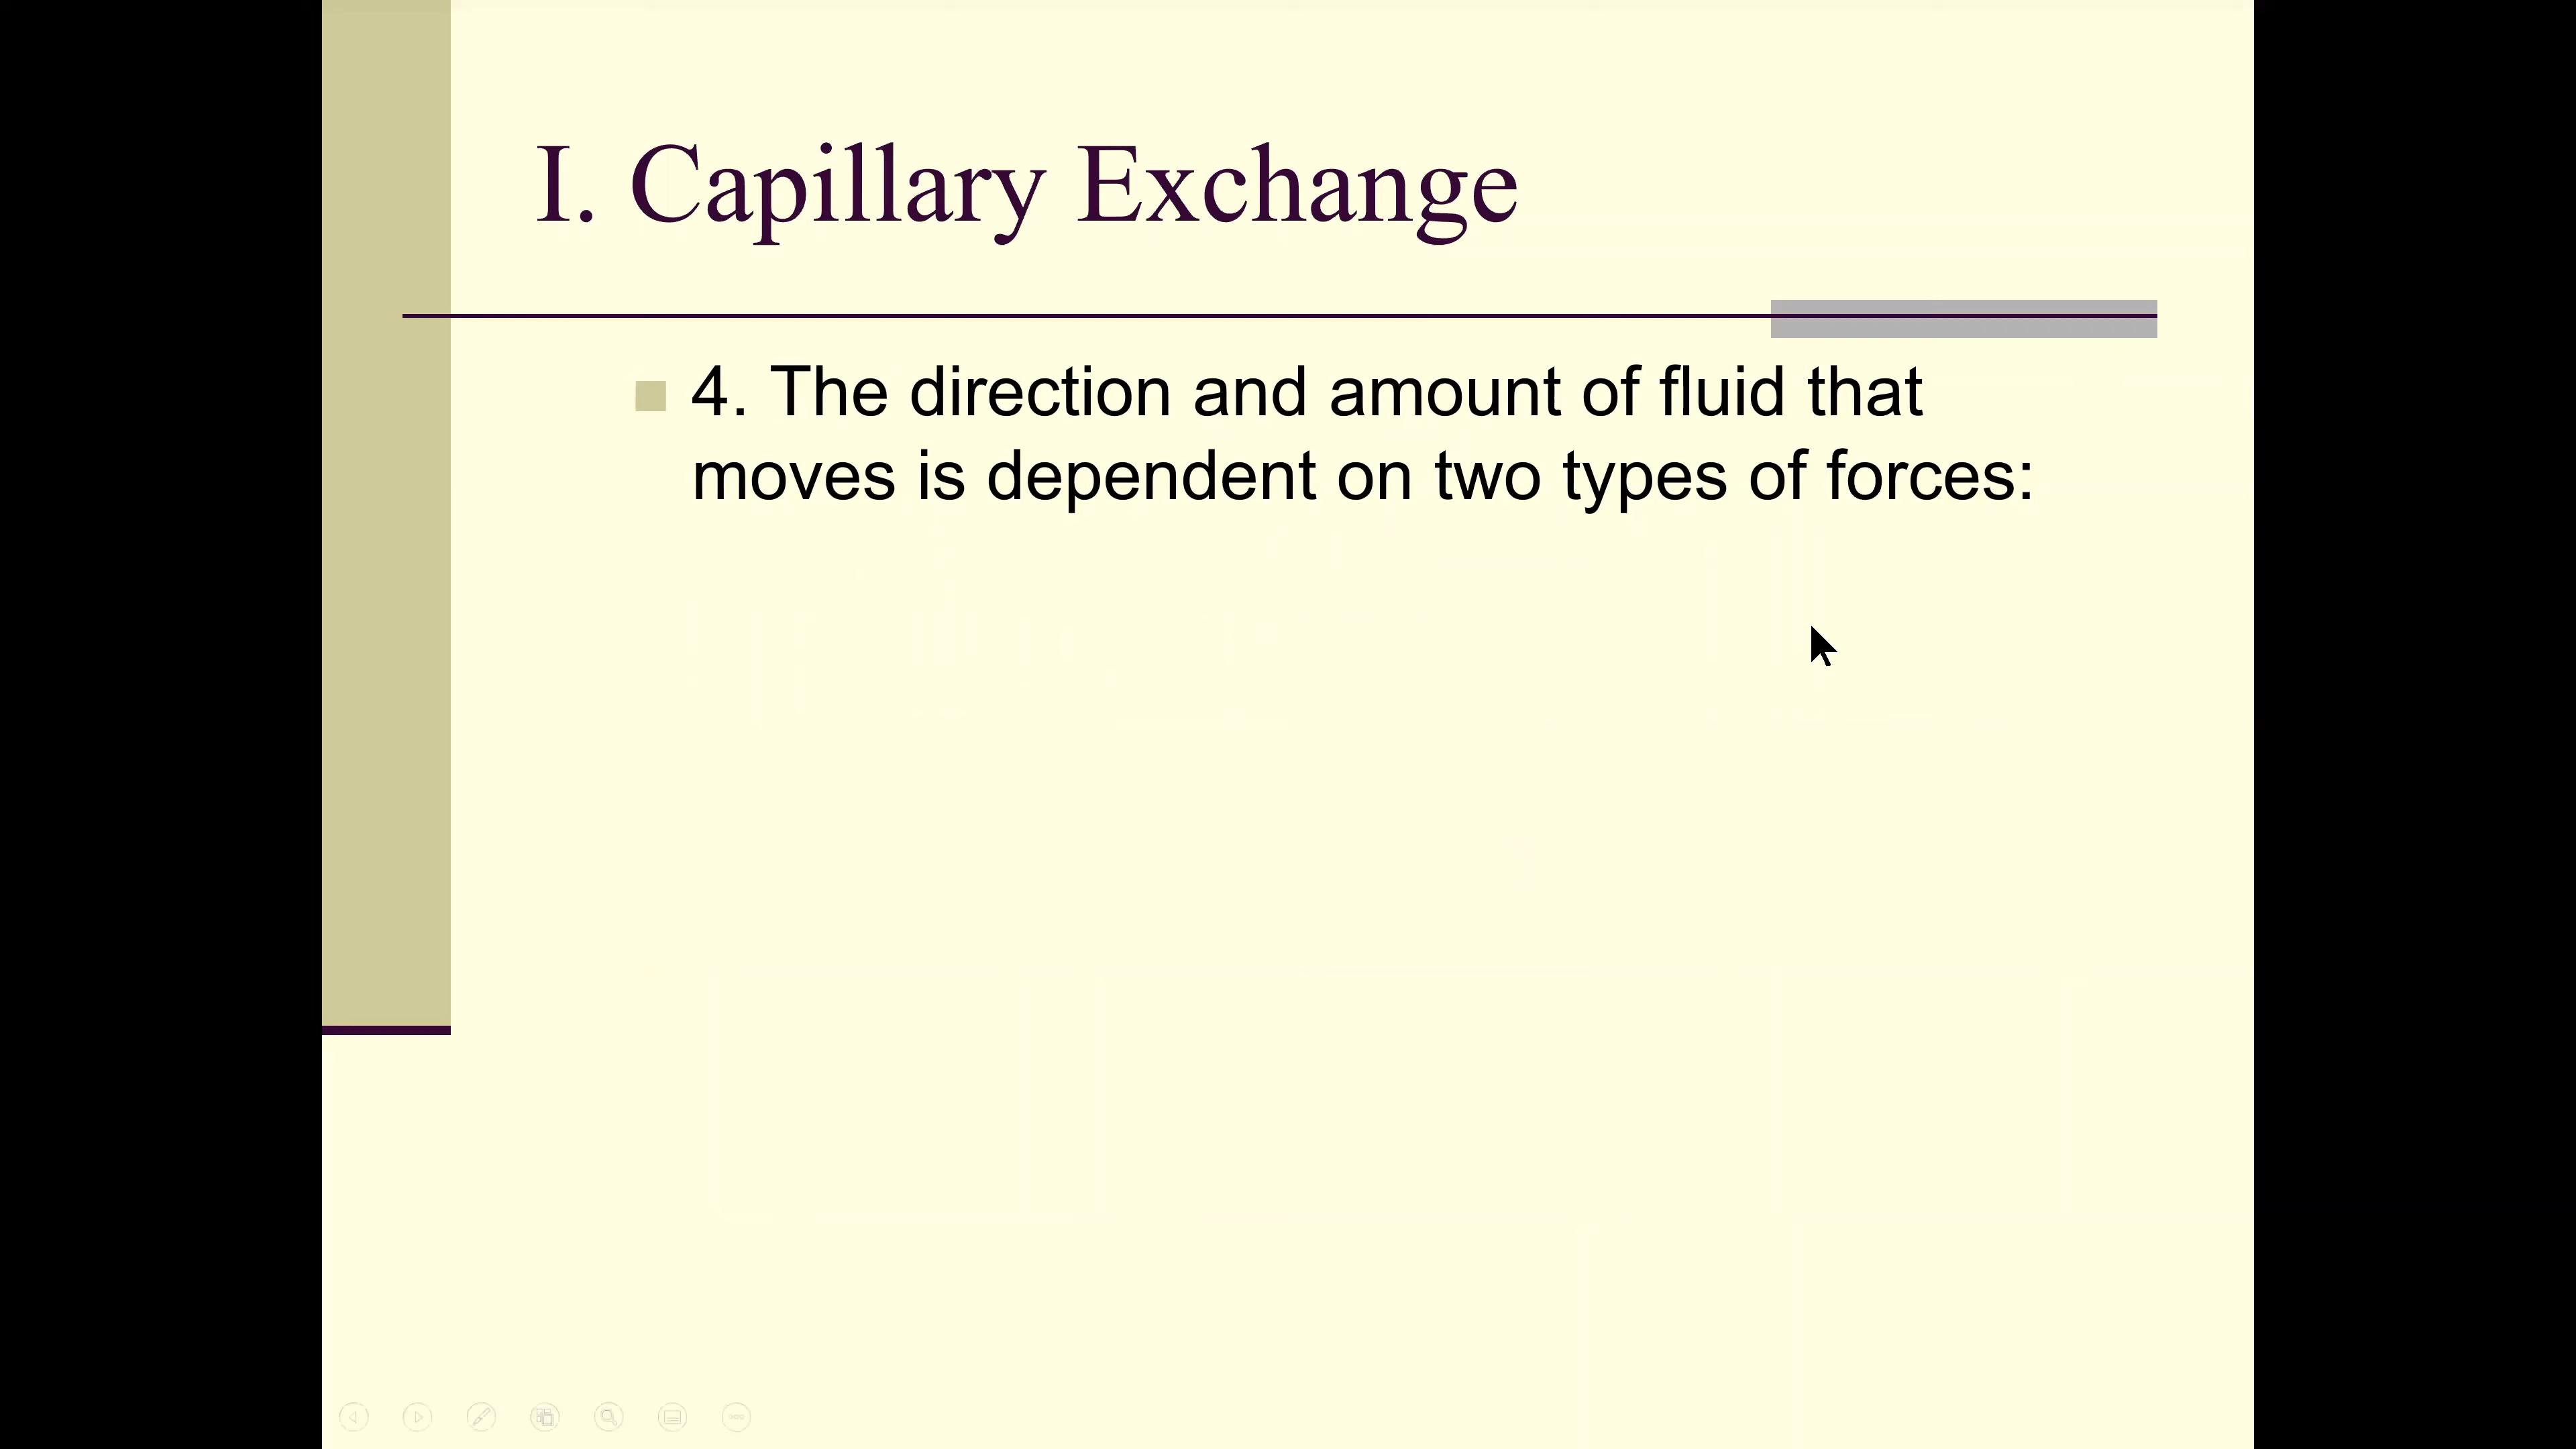 I. Capillary Exchange
4. The direction and amount of fluid that
moves is dependent on two types of forces: